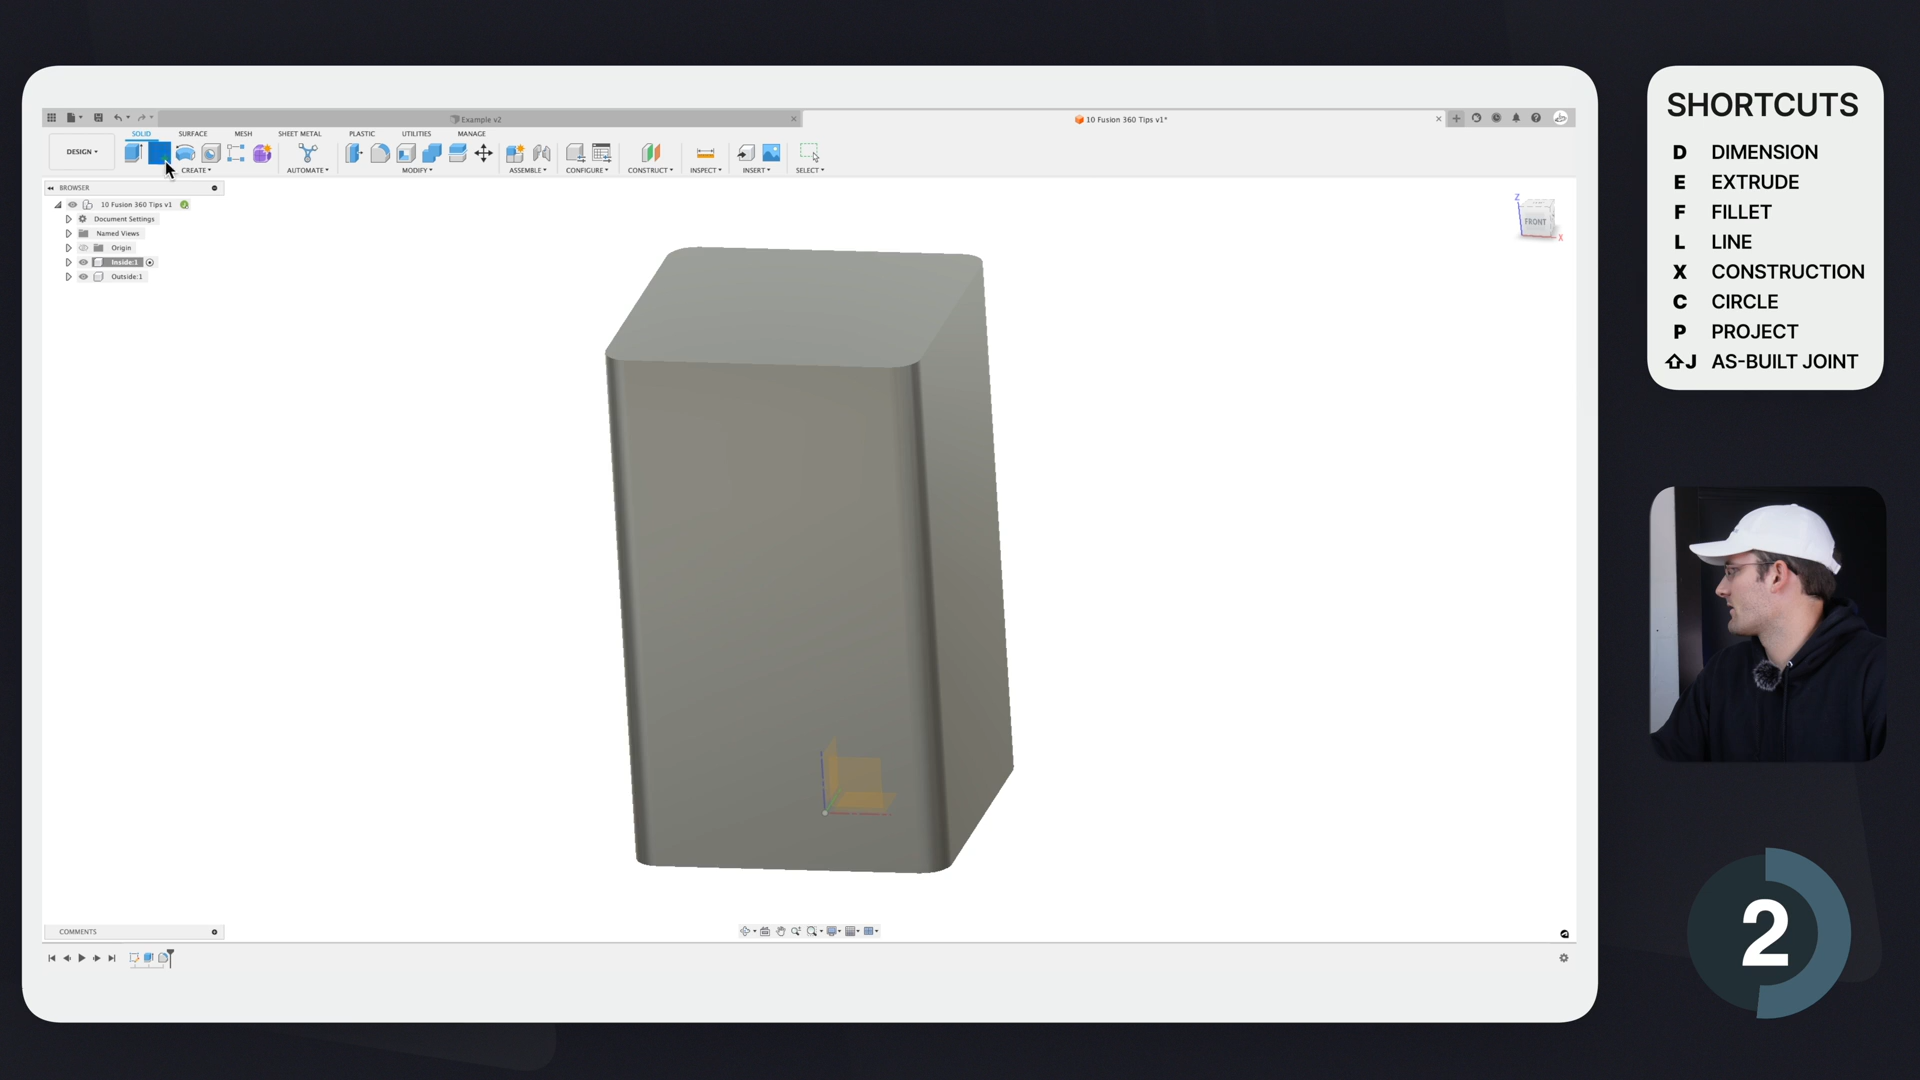 Example v2
10 Fusion 360 Tips v1*
DESIGN
SOLID
SURFACE
MESH
SHEET METAL
PLASTIC
UTILITIES
MANAGE
CREATE
AUTOMATE
MODIFY
ASSEMBLE
CONFIGURE
CONSTRUCT
INSPECT
INSERT
SELECT
BROWSER
10 Fusion 360 Tips v1
Document Settings
Named Views
Origin
Inside:1
Outside:1
Z
FRONT
X
COMMENTS
SHORTCUTS
D DIMENSION
E EXTRUDE
F FILLET
L LINE
X CONSTRUCTION
C CIRCLE
P PROJECT
⇧J AS-BUILT JOINT
2